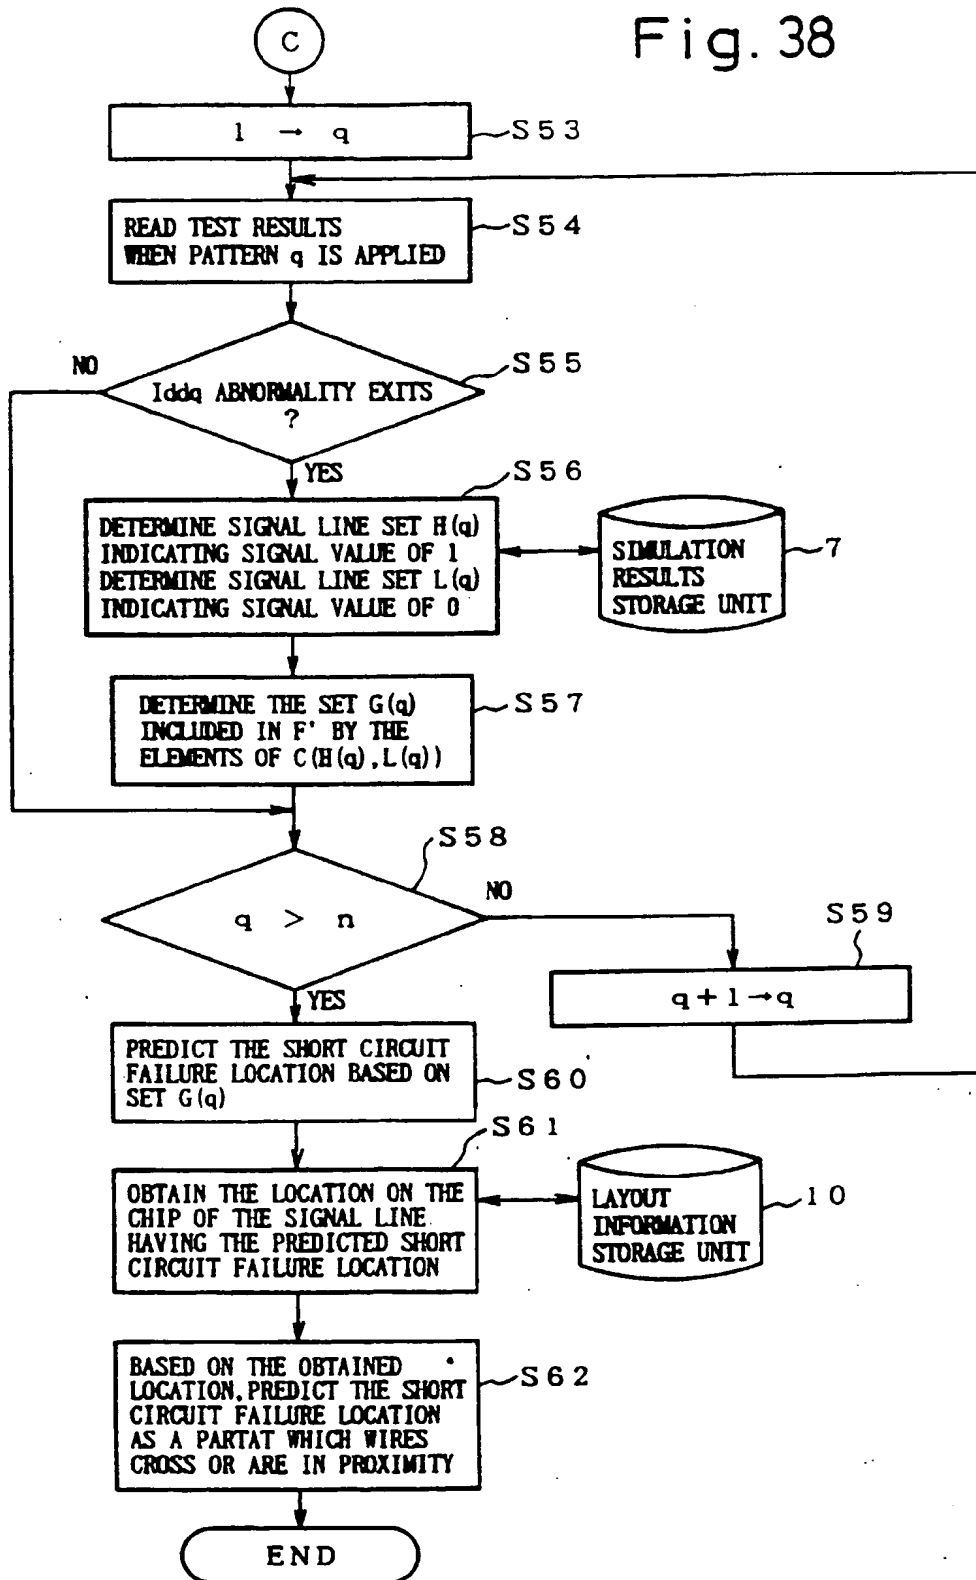 Fig. 38
C
1 → q
S53
READ TEST RESULTS
WHEN PATTERN q IS APPLIED
S54
NO
Iddq ABNORMALITY EXITS
?
S55
YES
S56
DETERMINE SIGNAL LINE SET H(q)
INDICATING SIGNAL VALUE OF 1
DETERMINE SIGNAL LINE SET L(q)
INDICATING SIGNAL VALUE OF 0
SIMULATION
RESULTS
STORAGE UNIT
7
DETERMINE THE SET G(q)
INCLUDED IN F' BY THE
ELEMENTS OF C(H(q),L(q))
S57
S58
q > n
NO
YES
S59
q+1→q
PREDICT THE SHORT CIRCUIT
FAILURE LOCATION BASED ON
SET G(q)
S60
S61
OBTAIN THE LOCATION ON THE
CHIP OF THE SIGNAL LINE
HAVING THE PREDICTED SHORT
CIRCUIT FAILURE LOCATION
LAYOUT
INFORMATION
STORAGE UNIT
10
BASED ON THE OBTAINED
LOCATION, PREDICT THE SHORT
CIRCUIT FAILURE LOCATION
AS A PARTAT WHICH WIRES
CROSS OR ARE IN PROXIMITY
S62
END